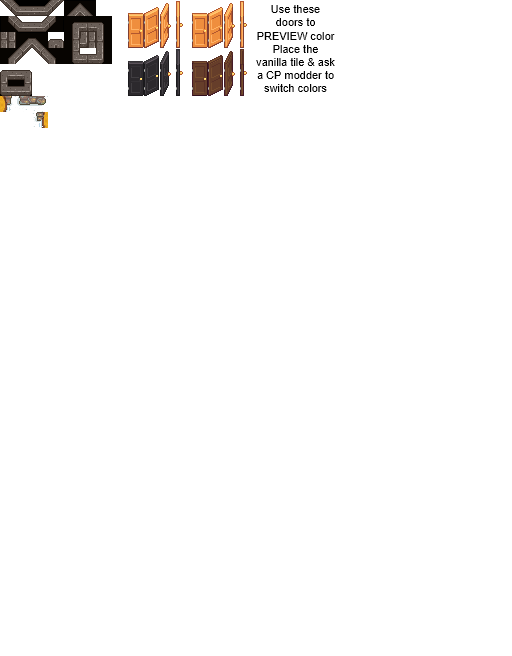 Use these
doors to
PREVIEW color
Place the
vanilla tile & ask
a CP modder to
switch colors